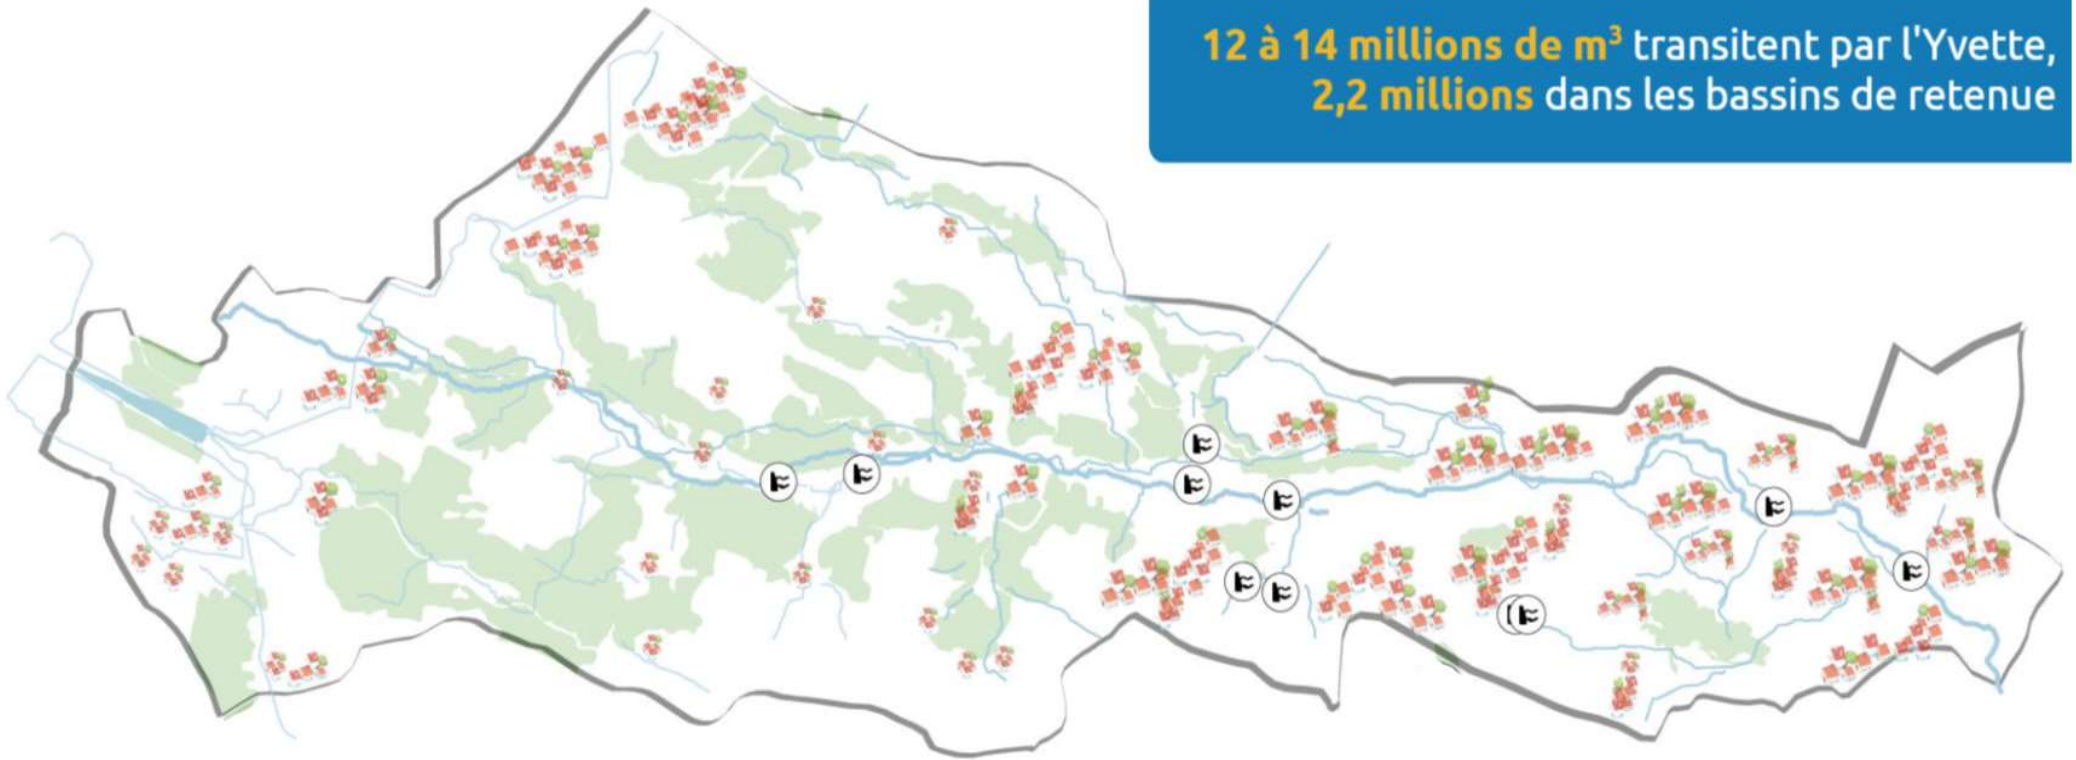 12 à 14 millions de m³ transitent par l'Yvette,
2,2 millions dans les bassins de retenue